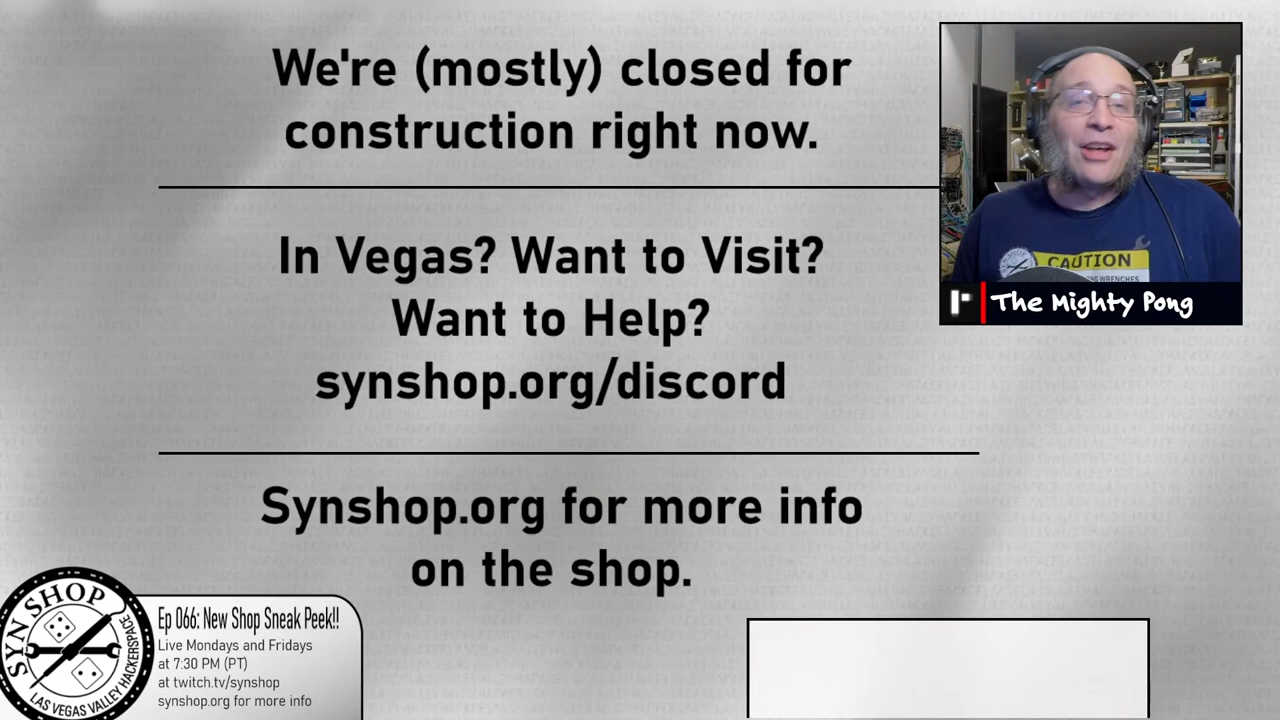 We're (mostly) closed for
construction right now.
In Vegas? Want to Visit?
Want to Help?
synshop.org/discord
Synshop.org for more info
on the shop.
CAUTION
WRENCHES
The Mighty Pong
SYN SHOP
LAS VEGAS VALLEY HACKERSPACE
Ep 066: New Shop Sneak Peek!!
Live Mondays and Fridays
at 7:30 PM (PT)
at twitch.tv/synshop
synshop.org for more info